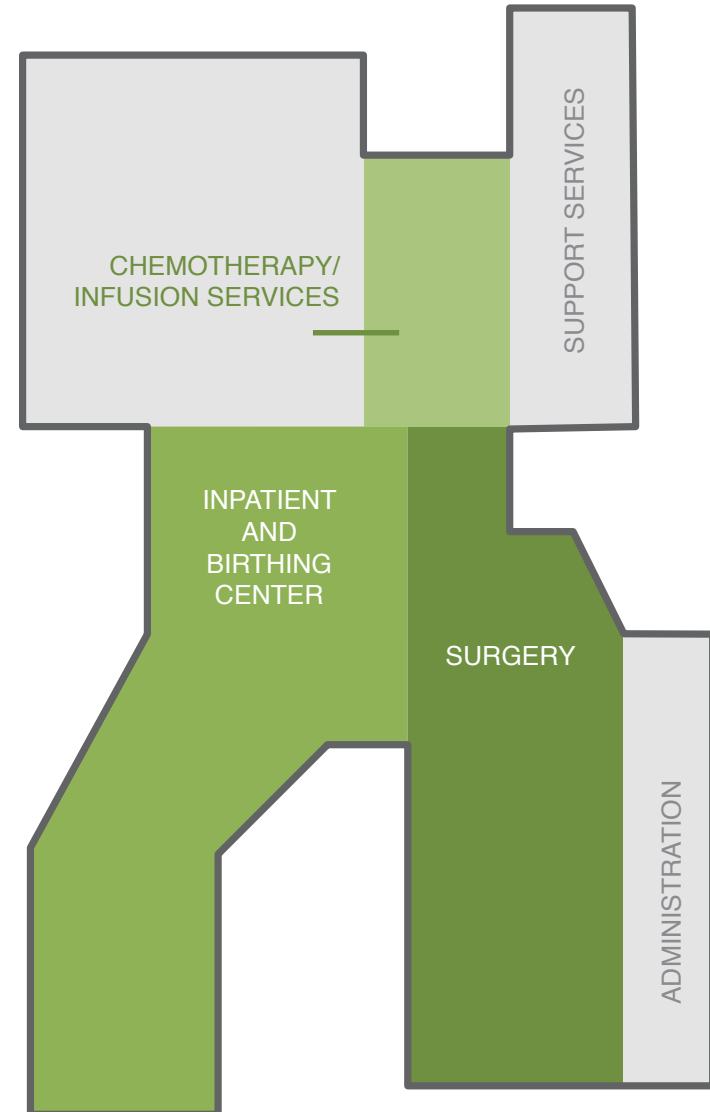 SUPPORT SERVICES
CHEMOTHERAPY/
INFUSION SERVICES
INPATIENT
AND
BIRTHING
CENTER
SURGERY
ADMINISTRATION